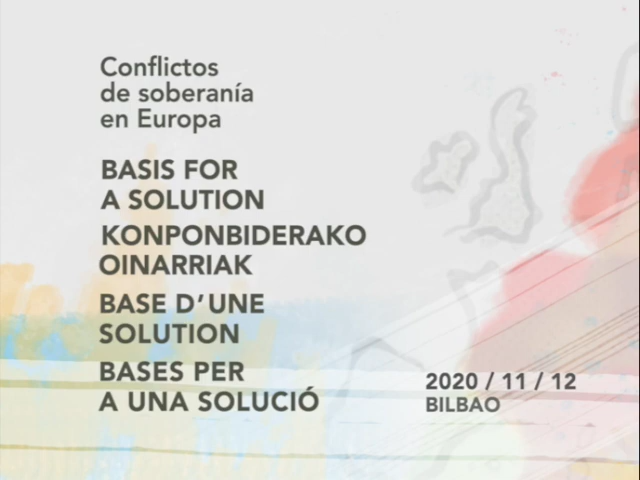 Conflictos
de soberanía
en Europa
BASIS FOR
A SOLUTION
KONPONBIDERAKO
OINARRIAK
BASE D’UNE
SOLUTION
BASES PER
A UNA SOLUCIÓ
2020 / 11 / 12
BILBAO